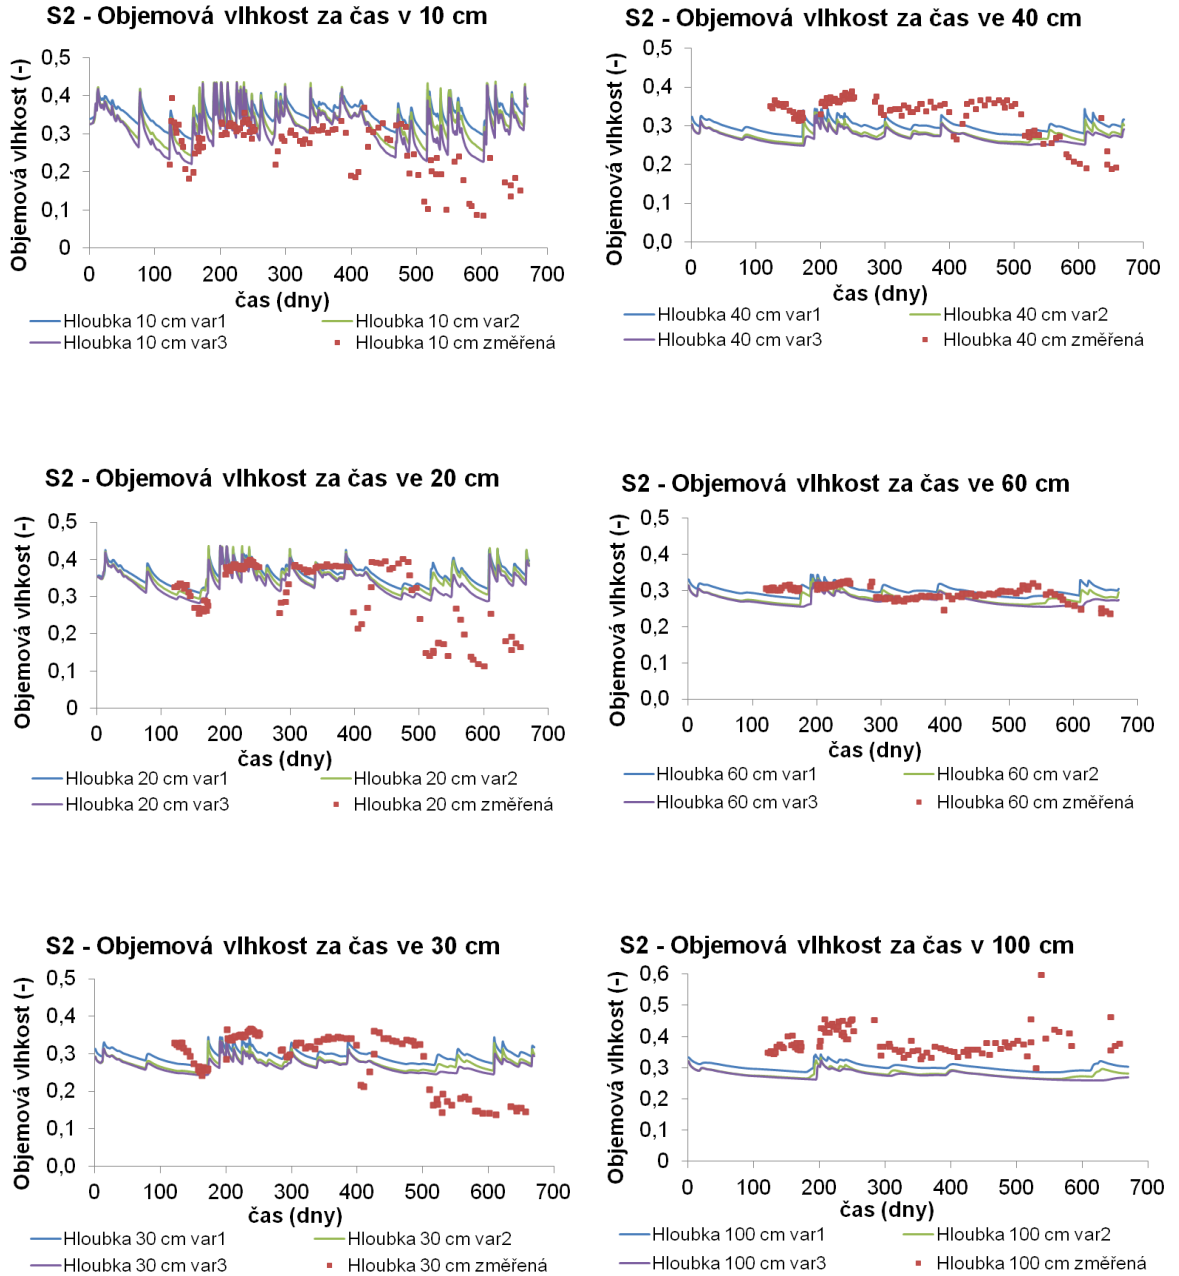 S2 - Objemová vlhkost za čas v 10 cm
Objemová vlhkost (-)
0,5
0,4
0,3
0,2
0,1
0
0 100 200 300 400 500 600 700
čas (dny)
Hloubka 10 cm var1 Hloubka 10 cm var2
Hloubka 10 cm var3 Hloubka 10 cm změřená
S2 - Objemová vlhkost za čas ve 40 cm
Objemová vlhkost (-)
0,5
0,4
0,3
0,2
0,1
0,0
0 100 200 300 400 500 600 700
čas (dny)
Hloubka 40 cm var1 Hloubka 40 cm var2
Hloubka 40 cm var3 Hloubka 40 cm změřená
S2 - Objemová vlhkost za čas ve 20 cm
Objemová vlhkost (-)
0,5
0,4
0,3
0,2
0,1
0
0 100 200 300 400 500 600 700
čas (dny)
Hloubka 20 cm var1 Hloubka 20 cm var2
Hloubka 20 cm var3 Hloubka 20 cm změřená
S2 - Objemová vlhkost za čas ve 60 cm
Objemová vlhkost (-)
0,5
0,4
0,3
0,2
0,1
0,0
0 100 200 300 400 500 600 700
čas (dny)
Hloubka 60 cm var1 Hloubka 60 cm var2
Hloubka 60 cm var3 Hloubka 60 cm změřená
S2 - Objemová vlhkost za čas ve 30 cm
Objemová vlhkost (-)
0,5
0,4
0,3
0,2
0,1
0,0
0 100 200 300 400 500 600 700
čas (dny)
Hloubka 30 cm var1 Hloubka 30 cm var2
Hloubka 30 cm var3 Hloubka 30 cm změřená
S2 - Objemová vlhkost za čas v 100 cm
Objemová vlhkost (-)
0,6
0,5
0,4
0,3
0,2
0,1
0
0 100 200 300 400 500 600 700
čas (dny)
Hloubka 100 cm var1 Hloubka 100 cm var2
Hloubka 100 cm var3 Hloubka 100 cm změřená